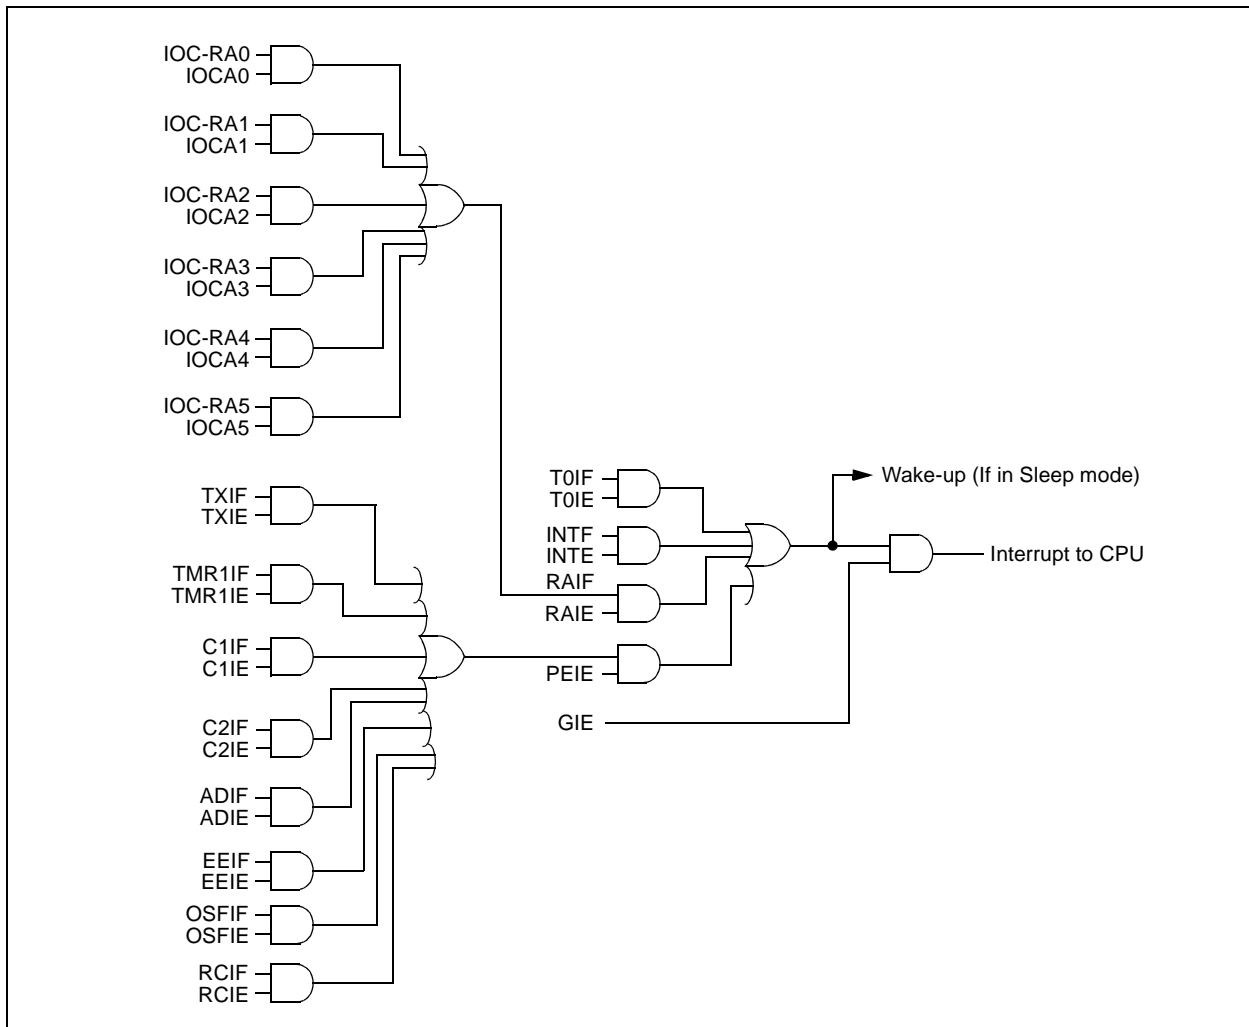 IOC-RA0
IOCA0
IOC-RA1
IOCA1
IOC-RA2
IOCA2
IOC-RA3
IOCA3
IOC-RA4
IOCA4
IOC-RA5
IOCA5
TXIF
TXIE
TMR1IF
TMR1IE
C1IF
C1IE
C2IF
C2IE
ADIF
ADIE
EEIF
EEIE
OSFIF
OSFIE
RCIF
RCIE
T0IF
T0IE
INTF
INTE
RAIF
RAIE
PEIE
GIE
Wake-up (If in Sleep mode)
Interrupt to CPU